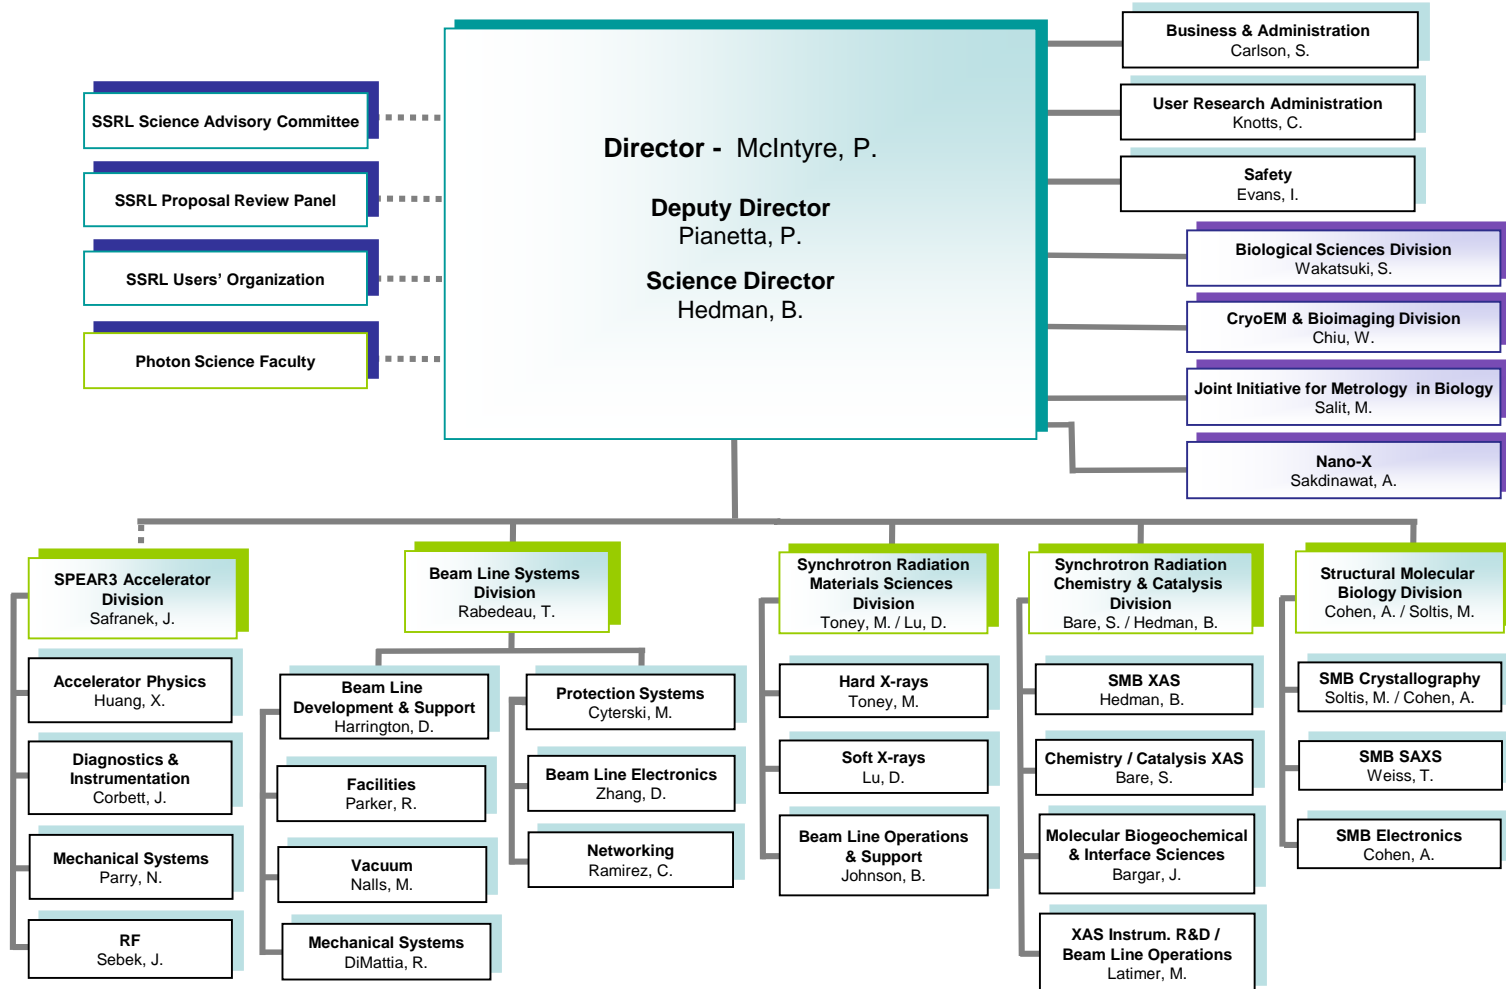 Director - McIntyre, P.
Deputy Director
Pianetta, P.
Science Director
Hedman, B.
SSRL Science Advisory Committee
SSRL Proposal Review Panel
SSRL Users’ Organization
Photon Science Faculty
Business & Administration
Carlson, S.
User Research Administration
Knotts, C.
Safety
Evans, I.
Biological Sciences Division
Wakatsuki, S.
CryoEM & Bioimaging Division
Chiu, W.
Joint Initiative for Metrology in Biology
Salit, M.
Nano-X
Sakdinawat, A.
SPEAR3 Accelerator
Division
Safranek, J.
Accelerator Physics
Huang, X.
Diagnostics &
Instrumentation
Corbett, J.
Mechanical Systems
Parry, N.
RF
Sebek, J.
Beam Line Systems
Division
Rabedeau, T.
Beam Line
Development & Support
Harrington, D.
Facilities
Parker, R.
Vacuum
Nalls, M.
Mechanical Systems
DiMattia, R.
Protection Systems
Cyterski, M.
Beam Line Electronics
Zhang, D.
Networking
Ramirez, C.
Synchrotron Radiation
Materials Sciences
Division
Toney, M. / Lu, D.
Hard X-rays
Toney, M.
Soft X-rays
Lu, D.
Beam Line Operations
& Support
Johnson, B.
Synchrotron Radiation
Chemistry & Catalysis
Division
Bare, S. / Hedman, B.
SMB XAS
Hedman, B.
Chemistry / Catalysis XAS
Bare, S.
Molecular Biogeochemical
& Interface Sciences
Bargar, J.
XAS Instrum. R&D /
Beam Line Operations
Latimer, M.
Structural Molecular
Biology Division
Cohen, A. / Soltis, M.
SMB Crystallography
Soltis, M. / Cohen, A.
SMB SAXS
Weiss, T.
SMB Electronics
Cohen, A.